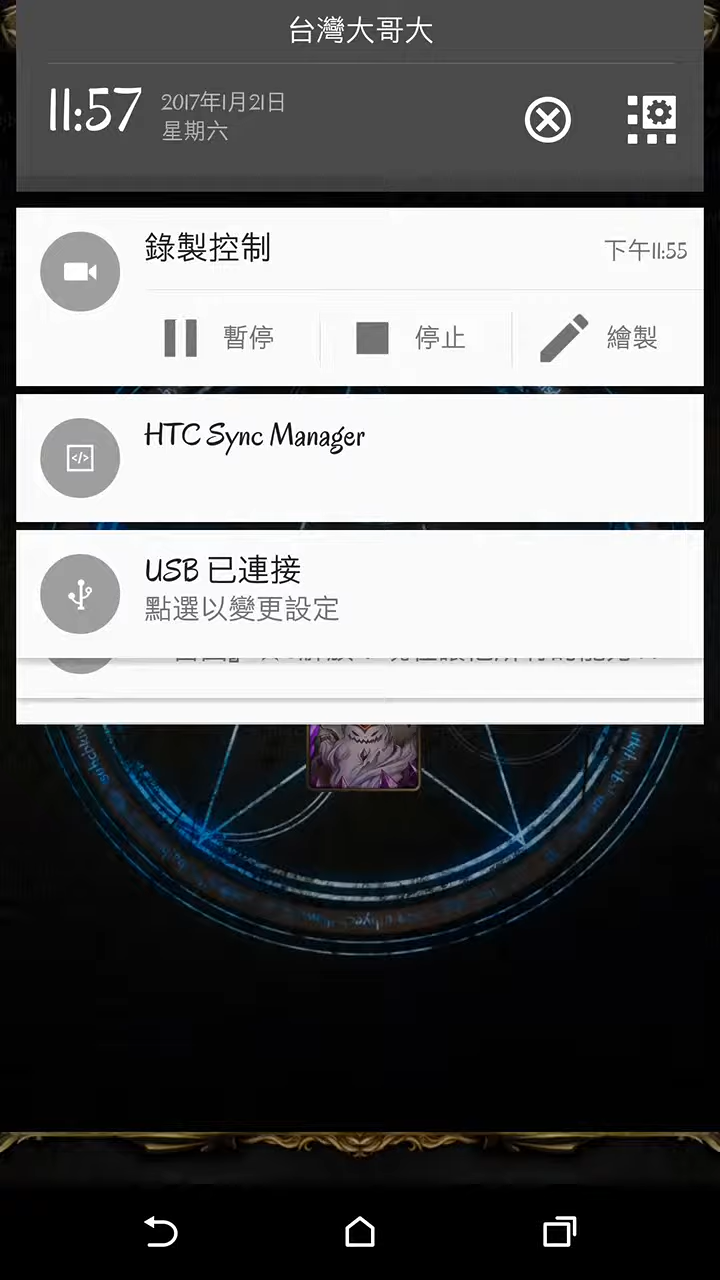 台灣大哥大
11:57
2017年1月21日
星期六
錄製控制
下午11:55
暫停
停止
繪製
HTC Sync Manager
USB 已連接
點選以變更設定